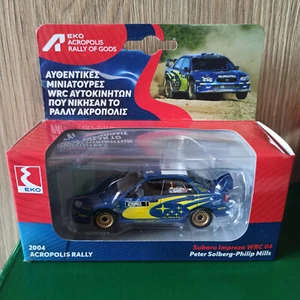 EKO
ACROPOLIS
RALLY OF GODS
ΑΥΘΕΝΤΙΚΕΣ
ΜΙΝΙΑΤΟΥΡΕΣ
WRC ΑΥΤΟΚΙΝΗΤΩΝ
ΠΟΥ ΝΙΚΗΣΑΝ ΤΟ
ΡΑΛΛΥ ΑΚΡΟΠΟΛΙΣ
EKO
2004
ACROPOLIS RALLY
Subaru Impreza WRC 04
Peter Solberg-Philip Mills